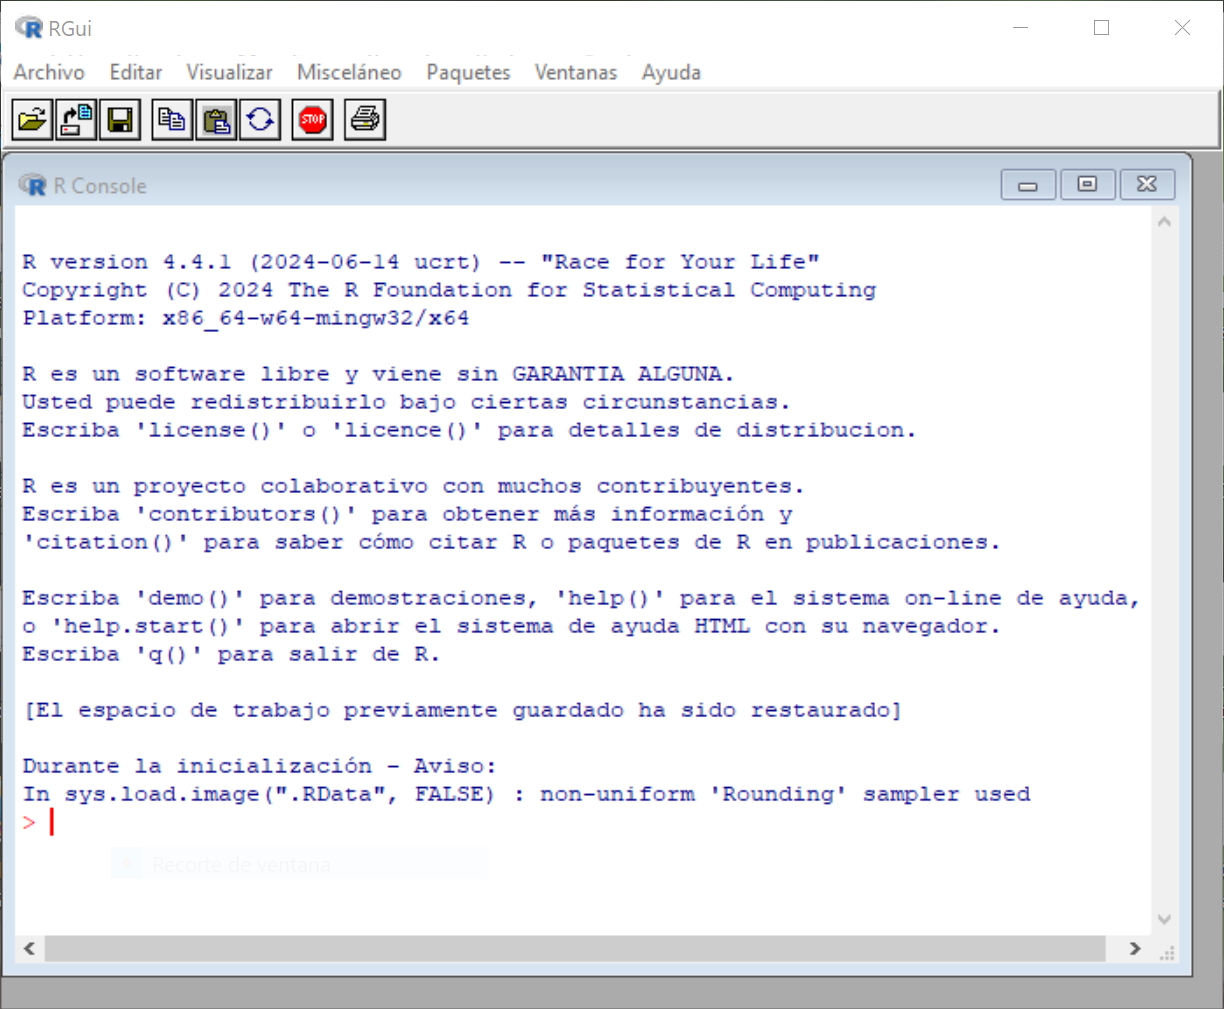 RGui
Archivo Editar Visualizar Misceláneo Paquetes Ventanas Ayuda
STOP
R Console
R version 4.4.1 (2024-06-14 ucrt) -- "Race for Your Life"
Copyright (C) 2024 The R Foundation for Statistical Computing
Platform: x86_64-w64-mingw32/x64
R es un software libre y viene sin GARANTIA ALGUNA.
Usted puede redistribuirlo bajo ciertas circunstancias.
Escriba 'license()' o 'licence()' para detalles de distribucion.
R es un proyecto colaborativo con muchos contribuyentes.
Escriba 'contributors()' para obtener más información y
'citation()' para saber cómo citar R o paquetes de R en publicaciones.
Escriba 'demo()' para demostraciones, 'help()' para el sistema on-line de ayuda,
o 'help.start()' para abrir el sistema de ayuda HTML con su navegador.
Escriba 'q()' para salir de R.
[El espacio de trabajo previamente guardado ha sido restaurado]
Durante la inicialización - Aviso:
In sys.load.image(".RData", FALSE) : non-uniform 'Rounding' sampler used
>
Recorte de ventana